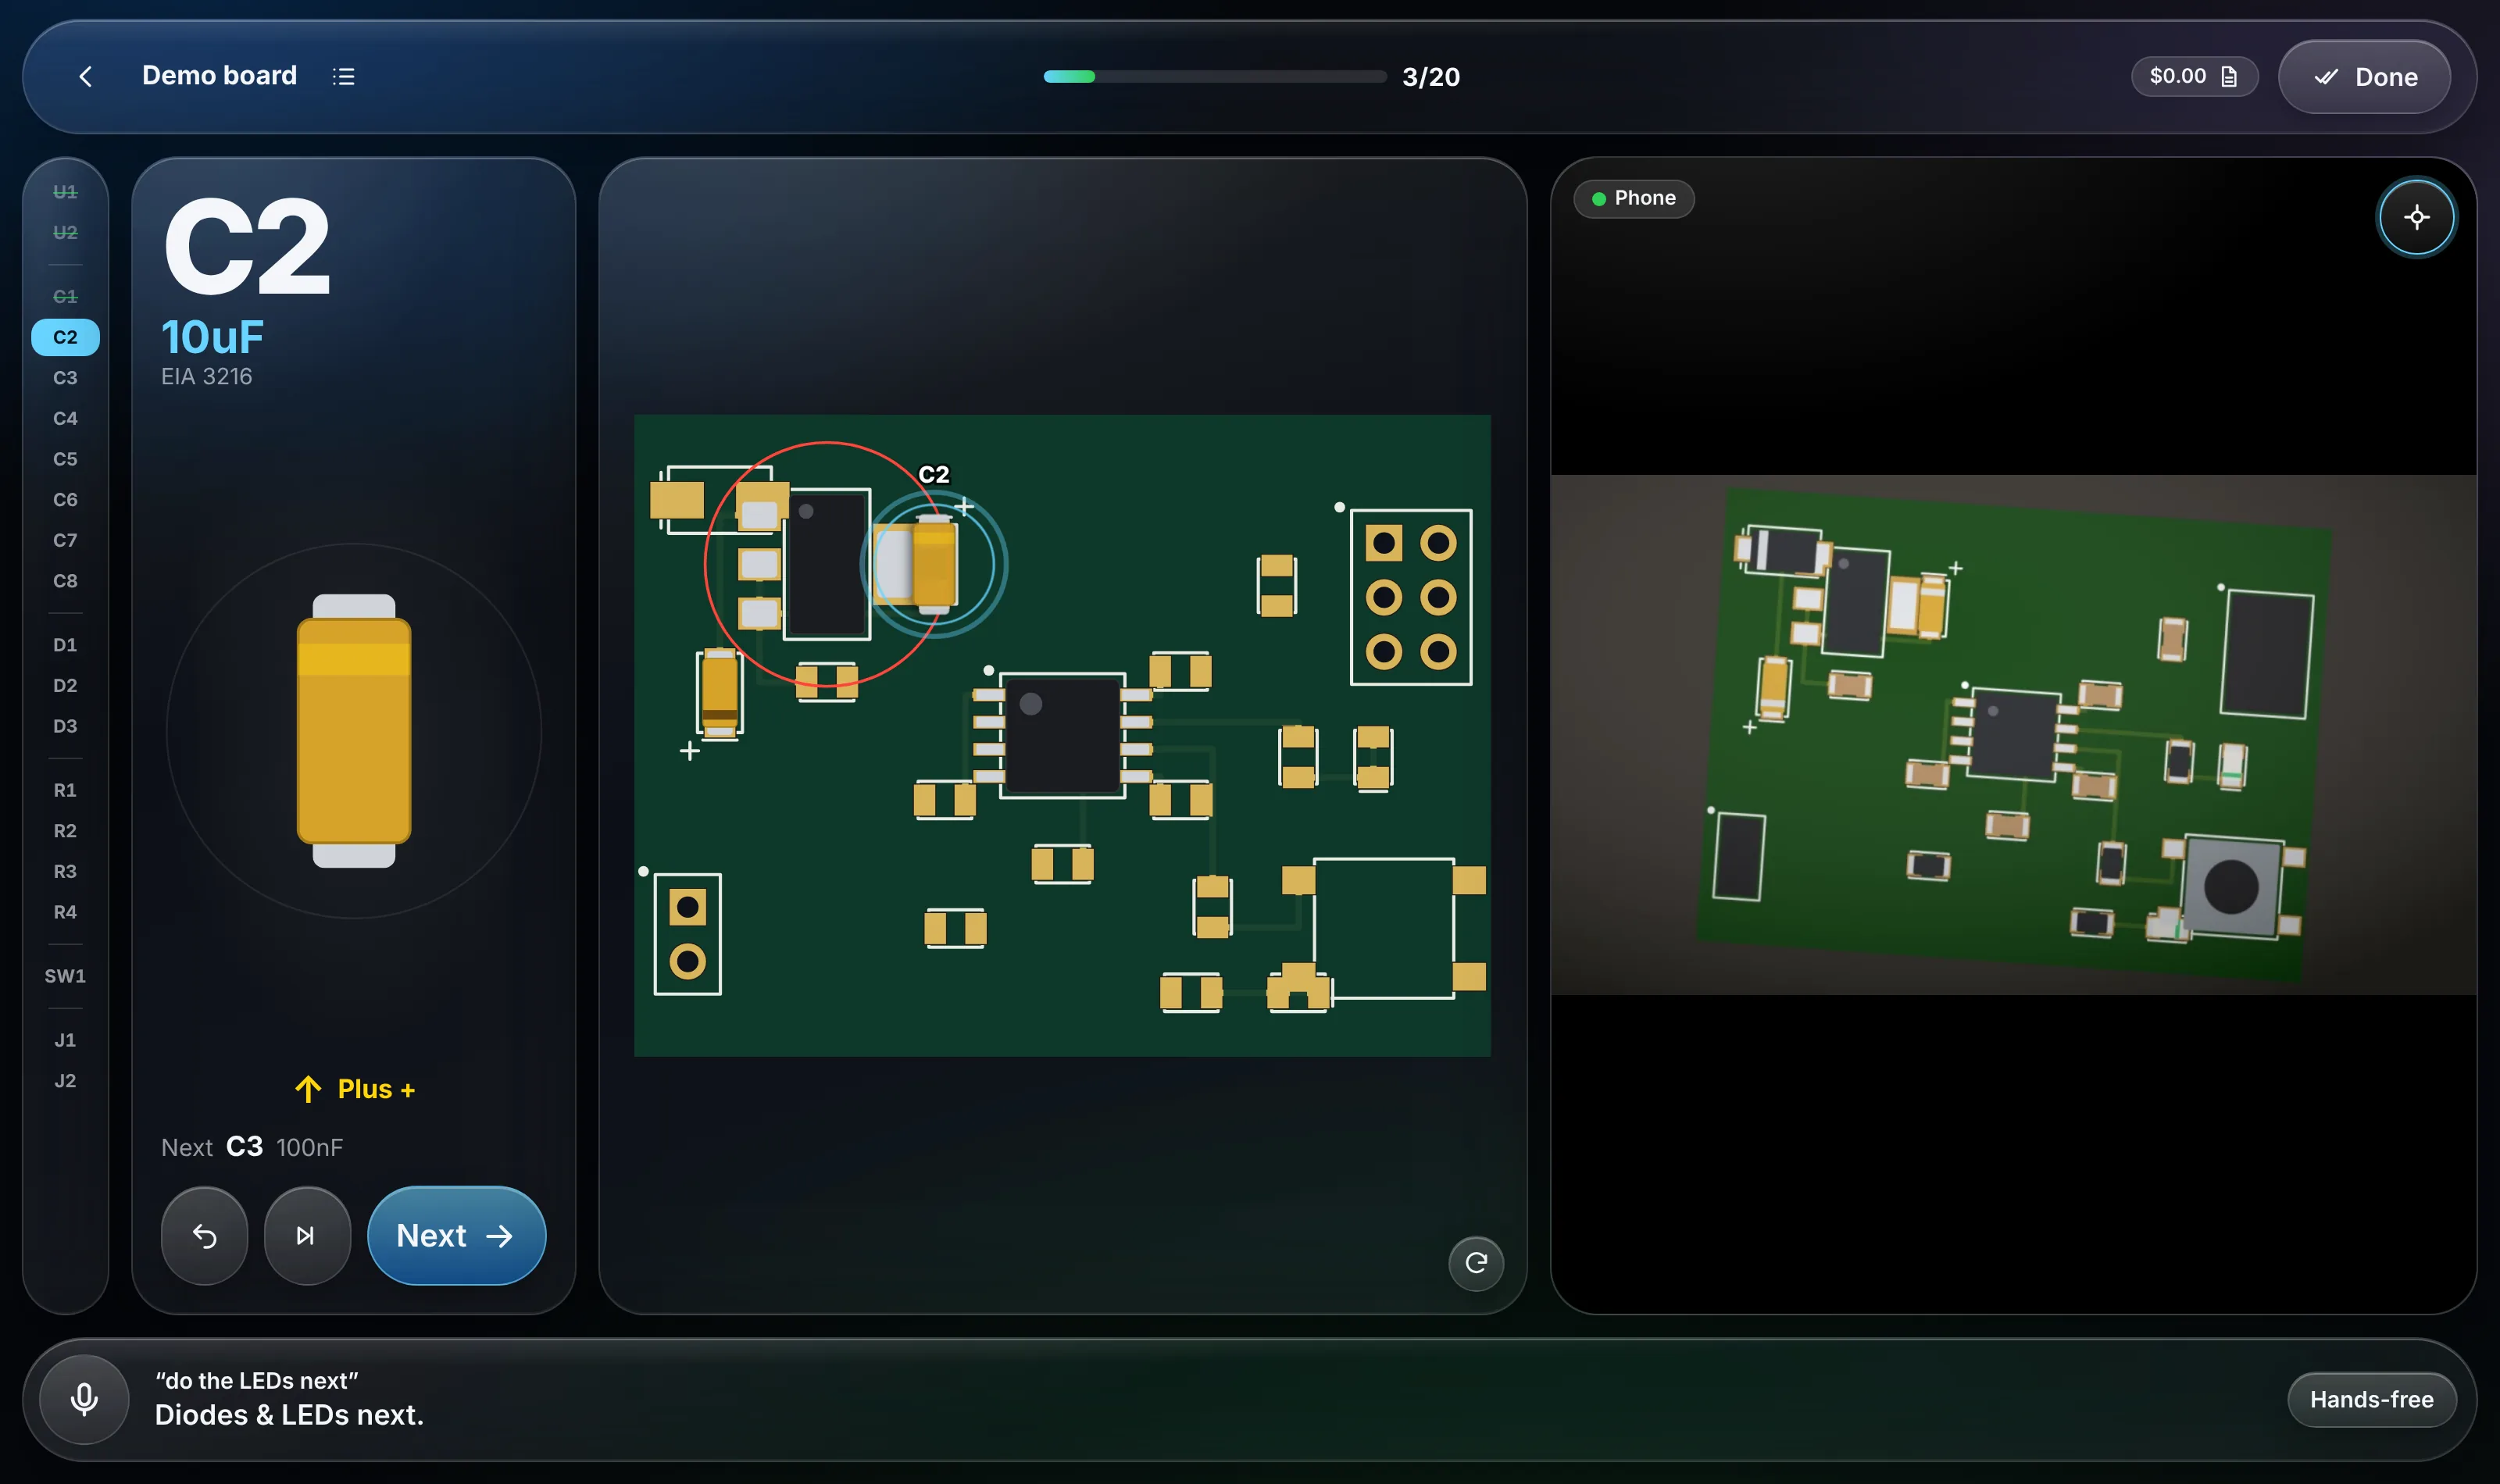 Demo board
3/20
$0.00
Done
U1
U2
C1
C2
C3
C4
C5
C6
C7
C8
D1
D2
D3
R1
R2
R3
R4
SW1
J1
J2
C2
10uF
EIA 3216
Plus +
Next C3 100nF
Next
C2
+
+
Phone
+
+
“do the LEDs next”
Diodes & LEDs next.
Hands-free